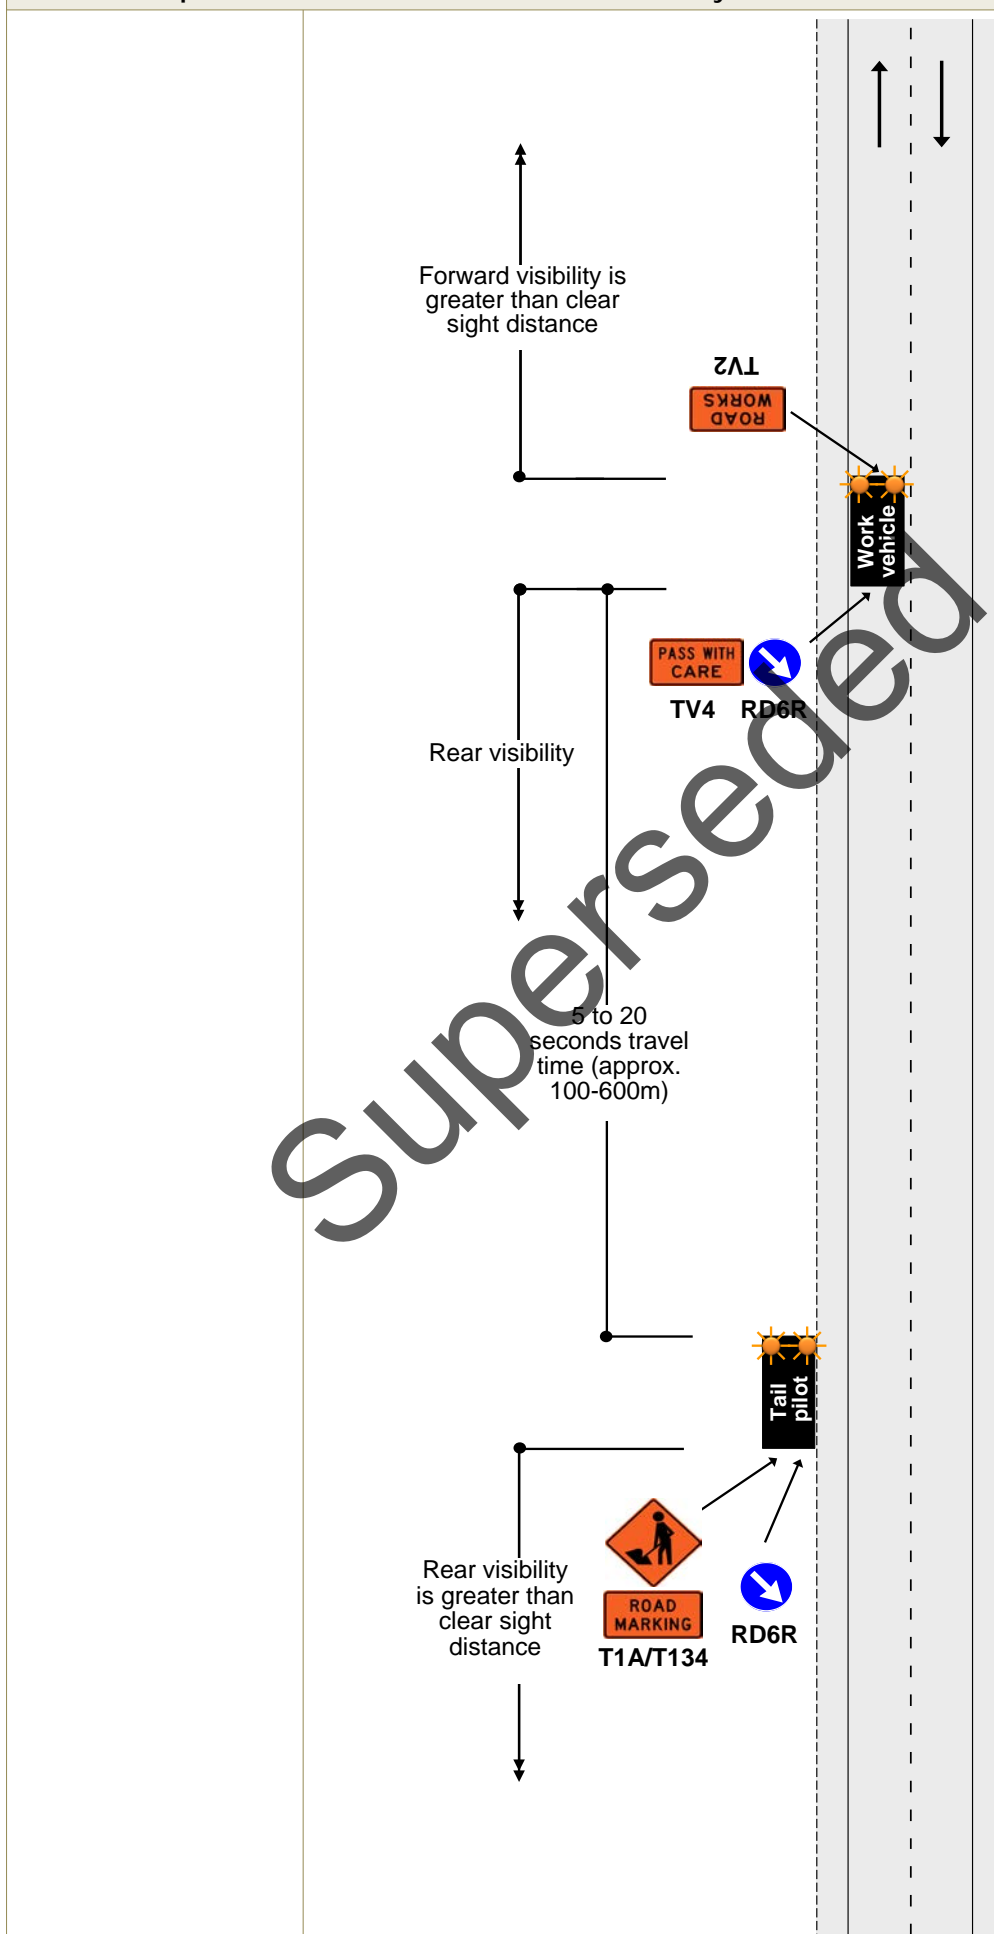 Forward visibility is
greater than clear
sight distance
TV2
ROAD
WORKS
Work
vehicle
PASS WITH
CARE
TV4 RD6R
Rear visibility
Superseded
5 to 20
seconds travel
time (approx.
100-600m)
Tail
pilot
Rear visibility
is greater than
clear sight
distance
ROAD
MARKING
T1A/T134
RD6R